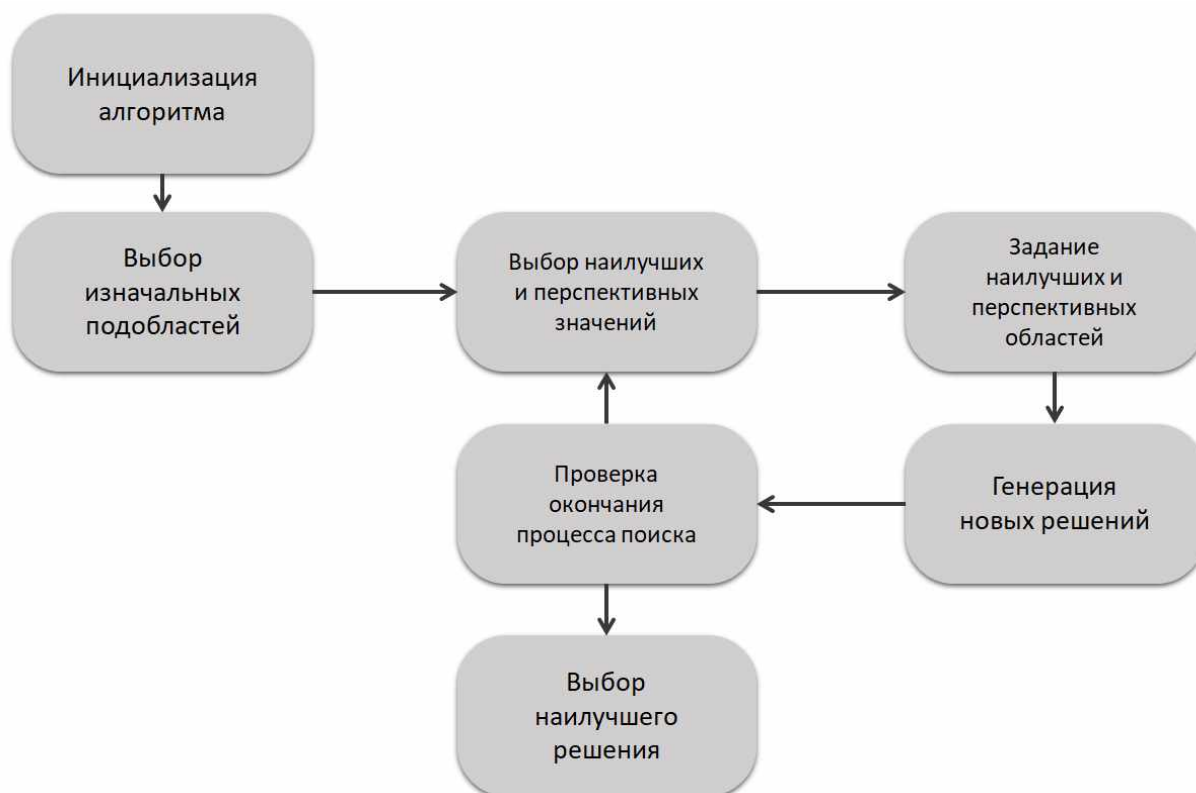 Инициализация
алгоритма
Выбор
изначальных
подобластей
Выбор наилучших
и перспективных
значений
Задание
наилучших и
перспективных
областей
Генерация
новых решений
Проверка
окончания
процесса поиска
Выбор
наилучшего
решения